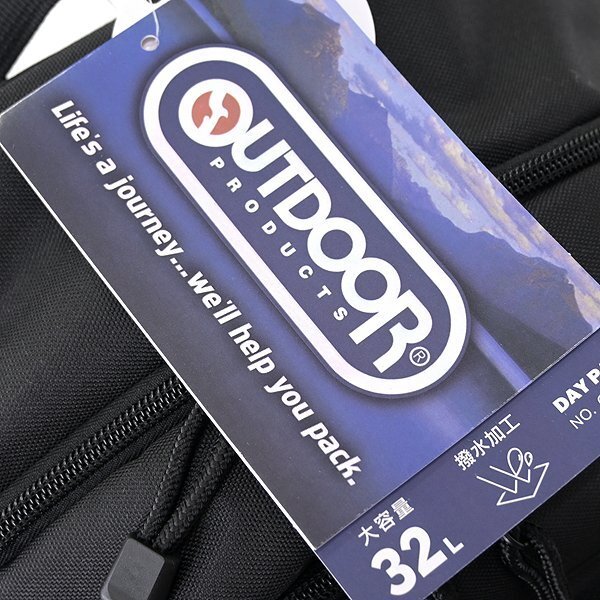 OUTDOOR®
PRODUCTS
Life's a journey...we'll help you pack.
大容量
32L
撥水加工
DAY
NO.